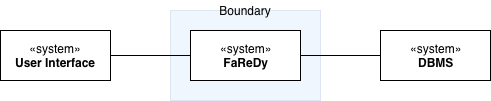 Boundary
«system»
User Interface
«system»
FaReDy
«system»
DBMS